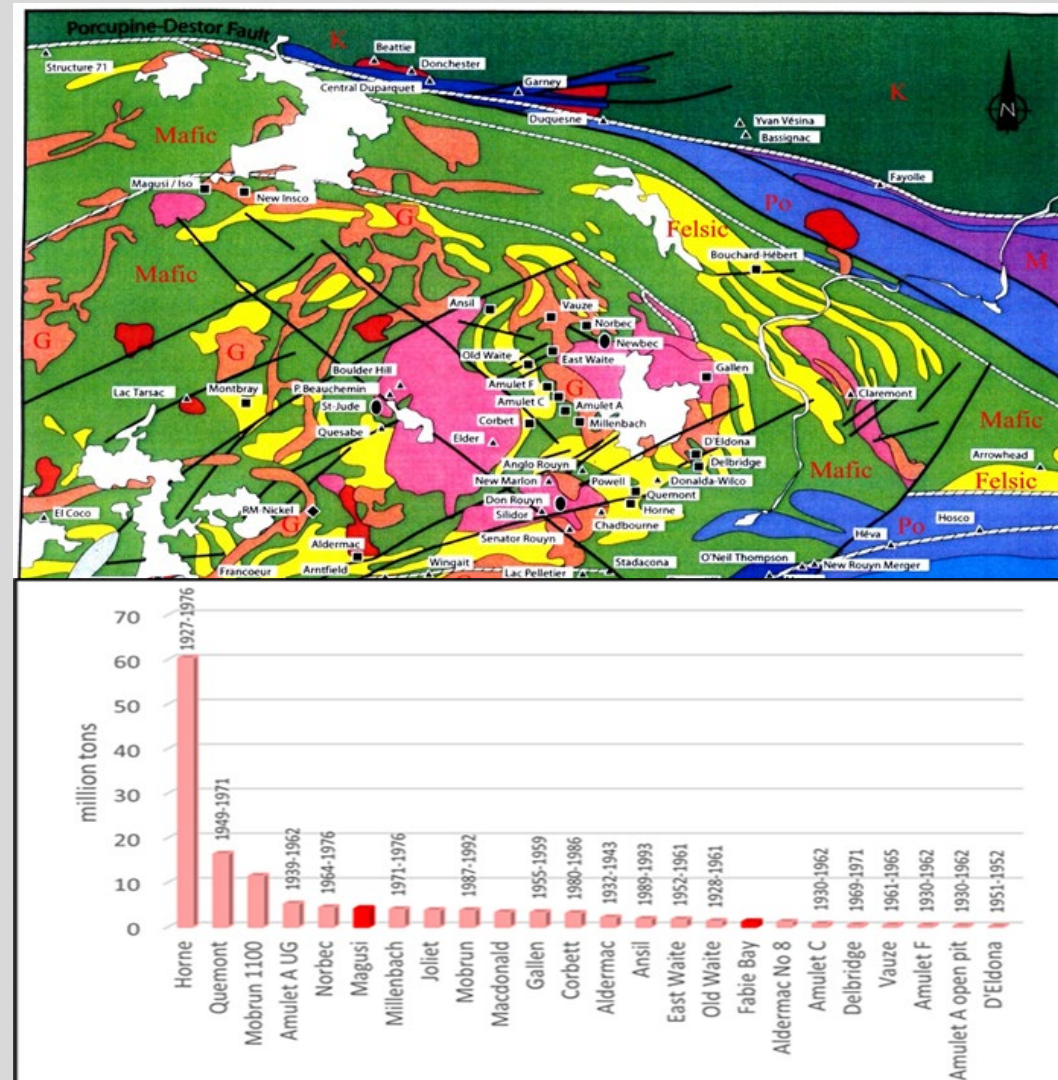 Porcupine-Destor Fault
K
Beattie
Structure 71
Donchester
Central Duparquet
Garney
K
N
Duquesne
Yvan Vésina
Bassignac
Mafic
Fayolle
Magusi / Iso
New Insco
Po
G
Felsic
Mafic
Bouchard-Hébert
M
Ansil
Vauze
Norbec
Newbec
G
Old Waite
East Waite
G
Boulder Hill
Gallen
Lac Tarsac
Montbray
P. Beauchemin
Amulet F
G
Claremont
St-Jude
Amulet C
Amulet A
Corbet
Millenbach
Mafic
Quesabe
Elder
D'Eldona
Arrowhead
Anglo Rouyn
Delbridge
Mafic
New Marlon
Powell
Donalda-Wilco
Felsic
Quemont
Don Rouyn
Horne
El Coco
RM-Nickel
G
Silidor
Chadbourne
Po
Hosco
Senator Rouyn
Héva
Aldermac
O'Neil Thompson
Francoeur
Arntfield
Wingait
Lac Pelletier
Stadacona
New Rouyn Merger
million tons
70
60
50
40
30
20
10
0
1927-1976
1949-1971
1939-1962
1964-1976
1971-1976
1987-1992
1955-1959
1980-1986
1932-1943
1989-1993
1952-1961
1928-1961
1930-1962
1969-1971
1961-1965
1930-1962
1930-1962
1951-1952
Horne
Quemont
Mobrun 1100
Amulet A UG
Norbec
Magusi
Millenbach
Joliet
Mobrun
Macdonald
Gallen
Corbett
Aldermac
Ansil
East Waite
Old Waite
Fabie Bay
Aldermac No 8
Amulet C
Delbridge
Vauze
Amulet F
Amulet A open pit
D'Eldona